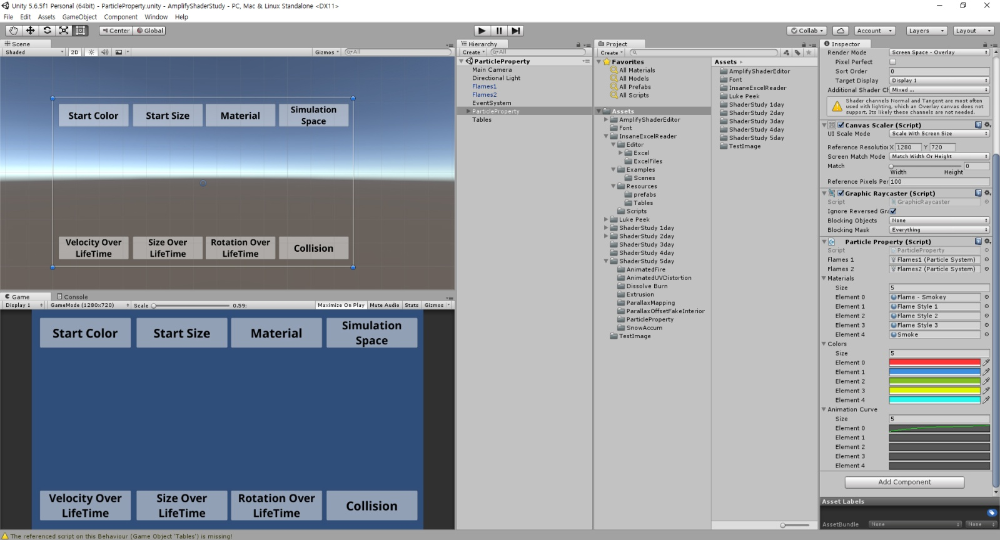 Unity 5.6.5f1 Personal (64bit) - ParticleProperty.unity - AmplifyShaderStudy - PC, Mac & Linux Standalone <DX11>
File Edit Assets GameObject Component Window Help
Center Global Collab Account Layers Layout
Scene
Shaded 2D Gizmos All
Start Color Start Size Material Simulation Space
Velocity Over LifeTime Size Over LifeTime Rotation Over LifeTime Collision
Game Console
Display 1 GameMode (1280x720) Scale 0.59: Maximize On Play Mute Audio Stats Gizmos
Start Color Start Size Material Simulation Space
Velocity Over LifeTime Size Over LifeTime Rotation Over LifeTime Collision
Hierarchy
Create All
ParticleProperty
Main Camera
Directional Light
Flames1
Flames2
EventSystem
ParticleProperty
Tables
Project
Create
Favorites
All Materials
All Models
All Prefabs
All Scripts
Assets
AmplifyShaderEditor
Font
InsaneExcelReader
Editor
Excel
ExcelFiles
Examples
Scenes
Resources
prefabs
Tables
Scripts
Luke Peek
ShaderStudy 1day
ShaderStudy 2day
ShaderStudy 3day
ShaderStudy 4day
ShaderStudy 5day
AnimatedFire
AnimatedUVDistortion
Dissolve Burn
Extrusion
ParallaxMapping
ParallaxOffsetFakeInterior
ParticleProperty
SnowAccum
TestImage
Assets
AmplifyShaderEditor
Font
InsaneExcelReader
Luke Peek
ShaderStudy 1day
ShaderStudy 2day
ShaderStudy 3day
ShaderStudy 4day
ShaderStudy 5day
TestImage
Inspector
Render Mode Screen Space - Overlay
Pixel Perfect
Sort Order 0
Target Display Display 1
Additional Shader Cl Mixed ...
Shader channels Normal and Tangent are most often
used with lighting, which an Overlay canvas does not
support. Its likely these channels are not needed.
Canvas Scaler (Script)
UI Scale Mode Scale With Screen Size
Reference Resolution X 1280 Y 720
Screen Match Mode Match Width Or Height
Match 0
Width Height
Reference Pixels Per 100
Graphic Raycaster (Script)
Script GraphicRaycaster
Ignore Reversed Gra
Blocking Objects None
Blocking Mask Everything
Particle Property (Script)
Script ParticleProperty
Flames 1 Flames1 (Particle System)
Flames 2 Flames2 (Particle System)
Materials
Size 5
Element 0 Flame - Smokey
Element 1 Flame Style 1
Element 2 Flame Style 2
Element 3 Flame Style 3
Element 4 Smoke
Colors
Size 5
Element 0
Element 1
Element 2
Element 3
Element 4
Animation Curve
Size 5
Element 0
Element 1
Element 2
Element 3
Element 4
Add Component
Asset Labels
AssetBundle None None
The referenced script on this Behaviour (Game Object 'Tables') is missing!